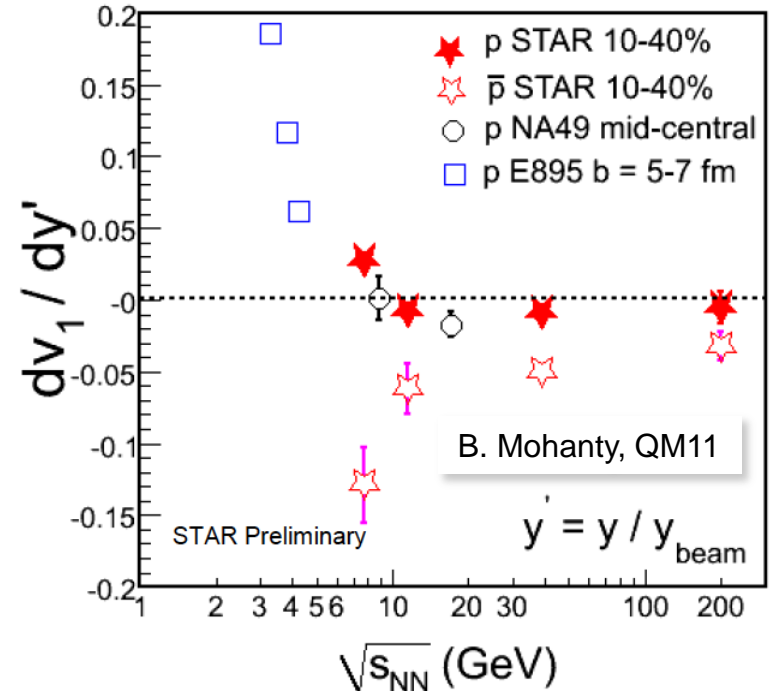 0.2
0.15
0.1
0.05
-0
-0.05
-0.1
-0.15
-0.2
dv1 / dy'
p STAR 10-40%
p̅ STAR 10-40%
p NA49 mid-central
p E895 b = 5-7 fm
B. Mohanty, QM11
STAR Preliminary
y' = y / ybeam
1 2 3 4 5 6 10 20 30 100 200
√sNN (GeV)